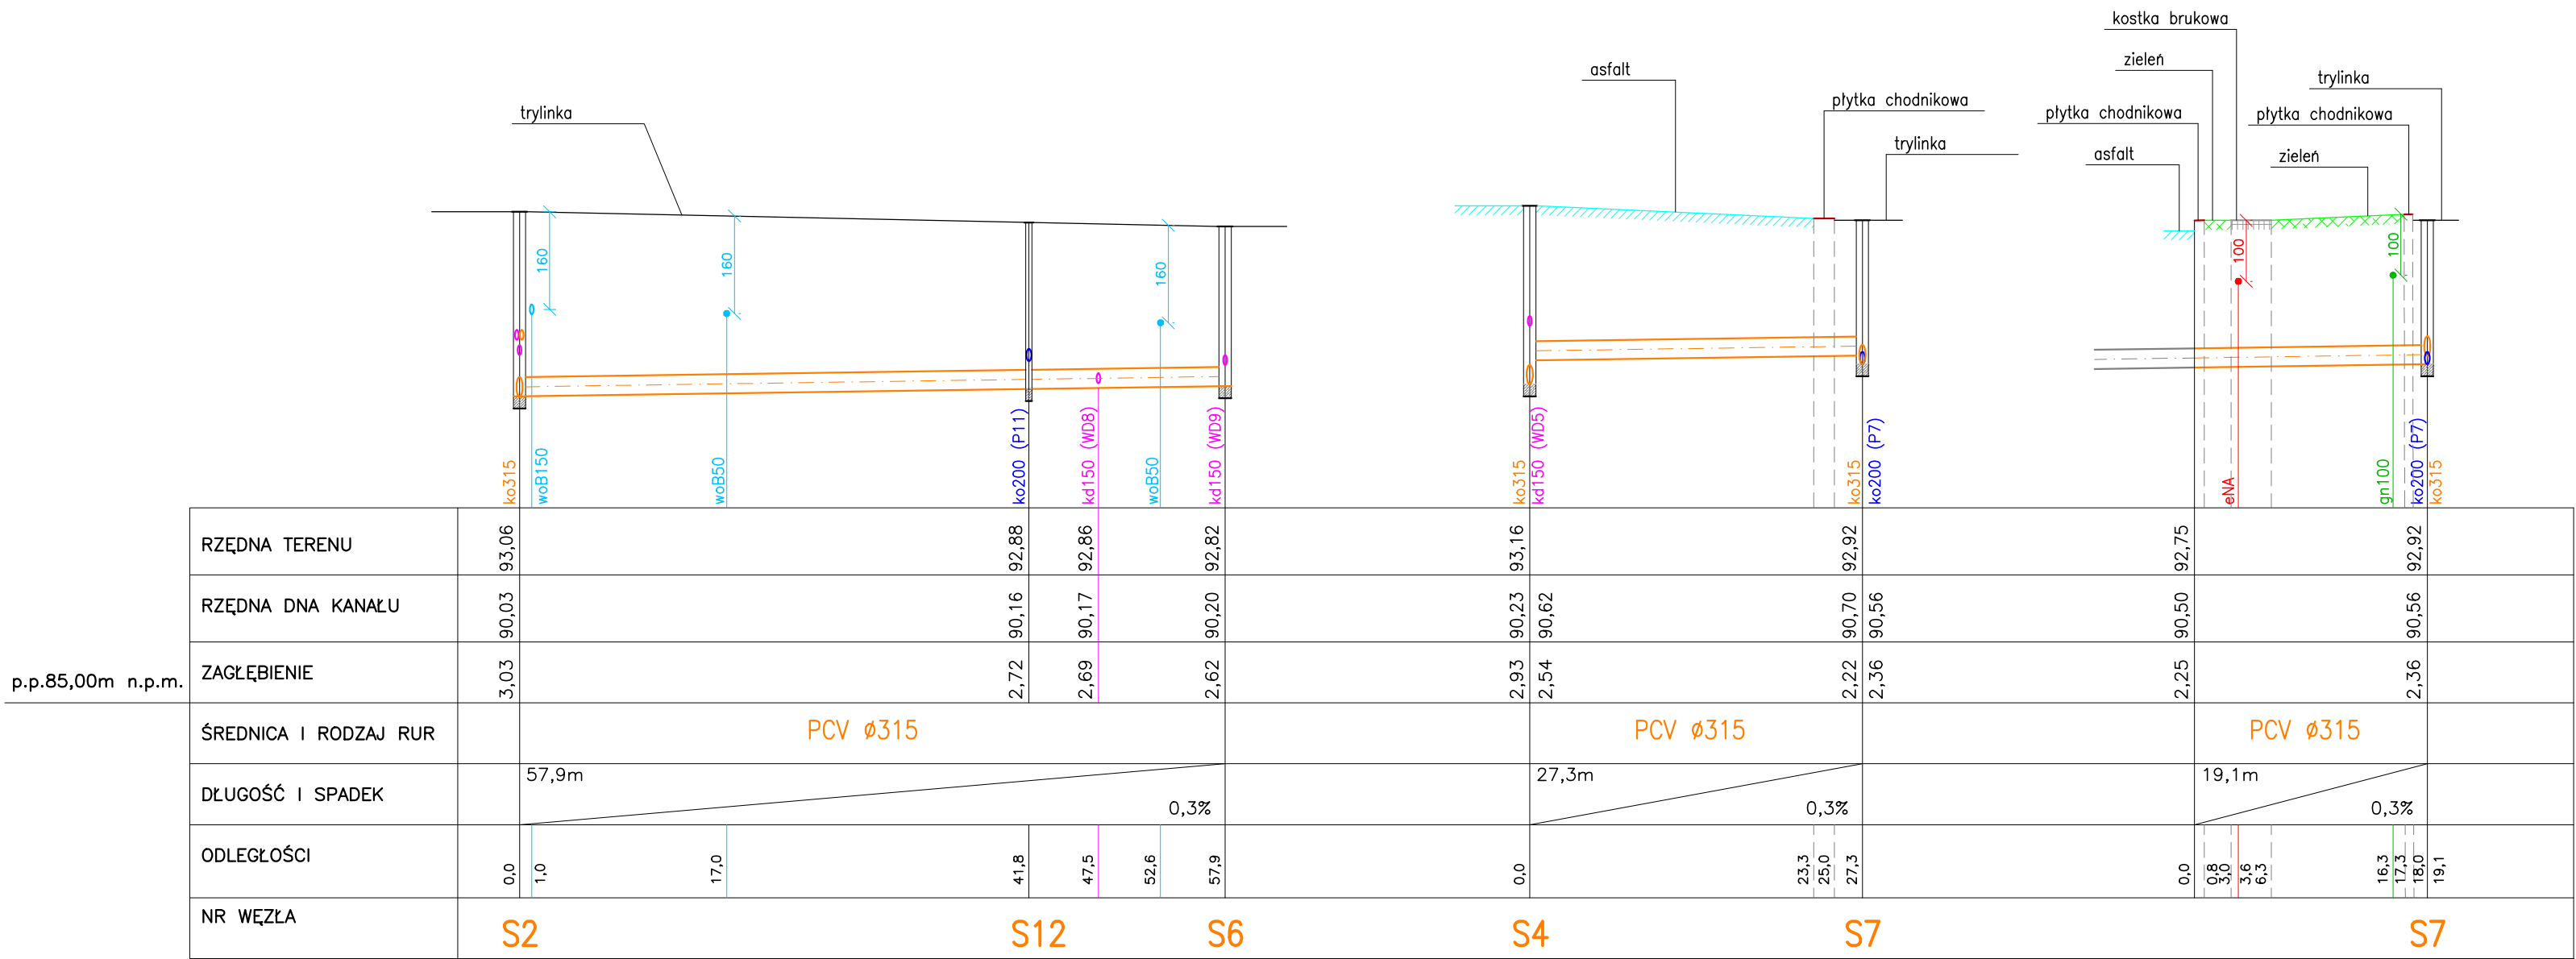 kostka brukowa
zieleń
asfalt
trylinka
płytka chodnikowa
płytka chodnikowa
płytka chodnikowa
trylinka
trylinka
asfalt
zieleń
160
160
160
100
100
ko315
woB150
woB50
ko200 (P11)
kd150 (WD8)
woB50
kd150 (WD9)
ko315
kd150 (WD5)
ko315
ko200 (P7)
eNA
gn100
ko200 (P7)
ko315
RZĘDNA TERENU 93,06 92,88 92,86 92,82 93,16 92,92 92,75 92,92
RZĘDNA DNA KANAŁU 90,03 90,16 90,17 90,20 90,23 90,62 90,70 90,56 90,50 90,56
p.p.85,00m n.p.m.
ZAGŁĘBIENIE 3,03 2,72 2,69 2,62 2,93 2,54 2,22 2,36 2,25 2,36
ŚREDNICA I RODZAJ RUR PCV ø315 PCV ø315 PCV ø315
DŁUGOŚĆ I SPADEK 57,9m 0,3% 27,3m 0,3% 19,1m 0,3%
ODLEGŁOŚCI 0,0 1,0 17,0 41,8 47,5 52,6 57,9 0,0 23,3 25,0 27,3 0,0 0,8 3,0 3,6 6,3 16,3 17,3 18,0 19,1
NR WĘZŁA S2 S12 S6 S4 S7 S7